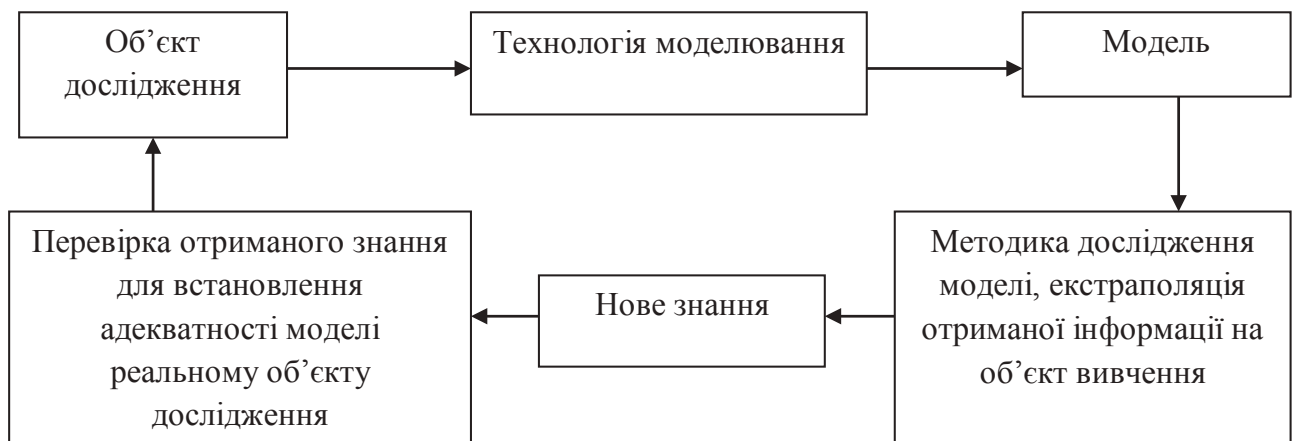 Об’єкт
дослідження
Технологія моделювання
Модель
Методика дослідження
моделі, екстраполяція
отриманої інформації на
об’єкт вивчення
Нове знання
Перевірка отриманого знання
для встановлення
адекватності моделі
реальному об’єкту
дослідження